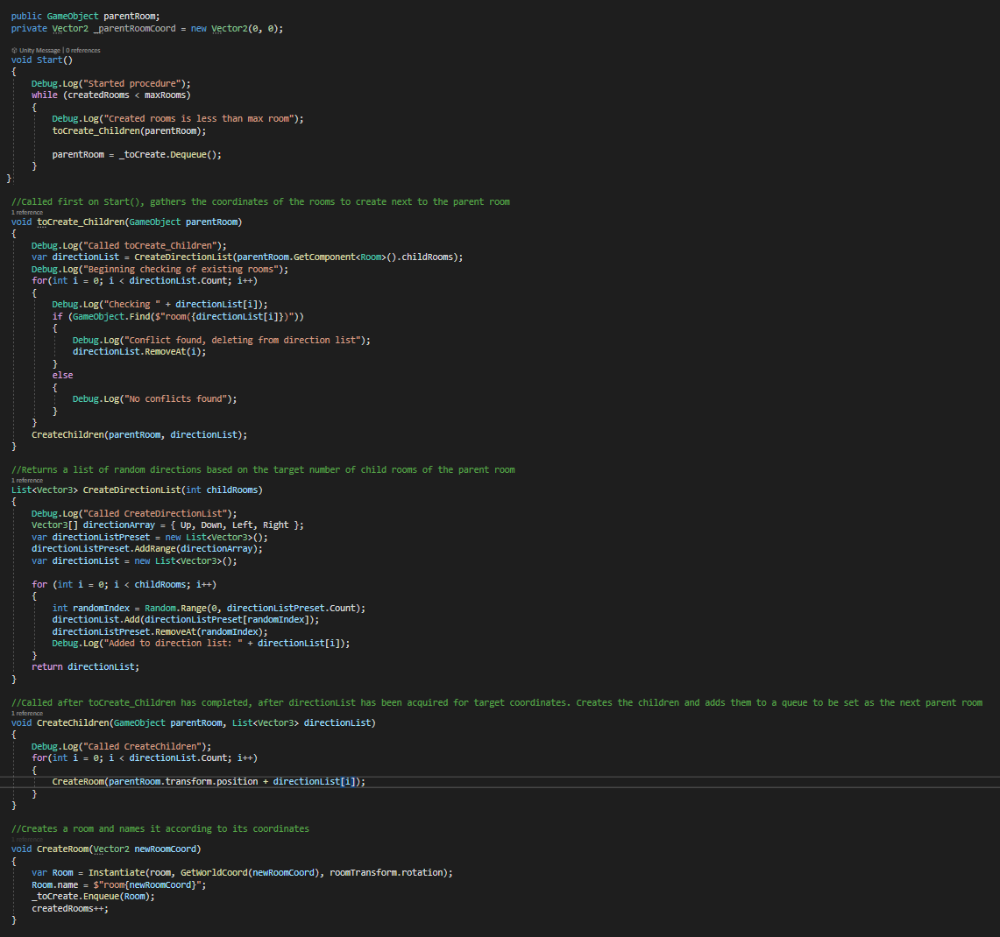 public GameObject parentRoom;
private Vector2 _parentRoomCoord = new Vector2(0, 0);
Unity Message | 0 references
void Start()
{
    Debug.Log("Started procedure");
    while (createdRooms < maxRooms)
    {
        Debug.Log("Created rooms is less than max room");
        toCreate_Children(parentRoom);

        parentRoom = _toCreate.Dequeue();
    }
}

//Called first on Start(), gathers the coordinates of the rooms to create next to the parent room
1 reference
void toCreate_Children(GameObject parentRoom)
{
    Debug.Log("Called toCreate_Children");
    var directionList = CreateDirectionList(parentRoom.GetComponent<Room>().childRooms);
    Debug.Log("Beginning checking of existing rooms");
    for(int i = 0; i < directionList.Count; i++)
    {
        Debug.Log("Checking " + directionList[i]);
        if (GameObject.Find($"room({directionList[i]})"))
        {
            Debug.Log("Conflict found, deleting from direction list");
            directionList.RemoveAt(i);
        }
        else
        {
            Debug.Log("No conflicts found");
        }
    }
    CreateChildren(parentRoom, directionList);
}

//Returns a list of random directions based on the target number of child rooms of the parent room
1 reference
List<Vector3> CreateDirectionList(int childRooms)
{
    Debug.Log("Called CreateDirectionList");
    Vector3[] directionArray = { Up, Down, Left, Right };
    var directionListPreset = new List<Vector3>();
    directionListPreset.AddRange(directionArray);
    var directionList = new List<Vector3>();

    for (int i = 0; i < childRooms; i++)
    {
        int randomIndex = Random.Range(0, directionListPreset.Count);
        directionList.Add(directionListPreset[randomIndex]);
        directionListPreset.RemoveAt(randomIndex);
        Debug.Log("Added to direction list: " + directionList[i]);
    }
    return directionList;
}

//Called after toCreate_Children has completed, after directionList has been acquired for target coordinates. Creates the children and adds them to a queue to be set as the next parent room
1 reference
void CreateChildren(GameObject parentRoom, List<Vector3> directionList)
{
    Debug.Log("Called CreateChildren");
    for(int i = 0; i < directionList.Count; i++)
    {
        CreateRoom(parentRoom.transform.position + directionList[i]);
    }
}

//Creates a room and names it according to its coordinates
1 reference
void CreateRoom(Vector2 newRoomCoord)
{
    var Room = Instantiate(room, GetWorldCoord(newRoomCoord), roomTransform.rotation);
    Room.name = $"room{newRoomCoord}";
    _toCreate.Enqueue(Room);
    createdRooms++;
}